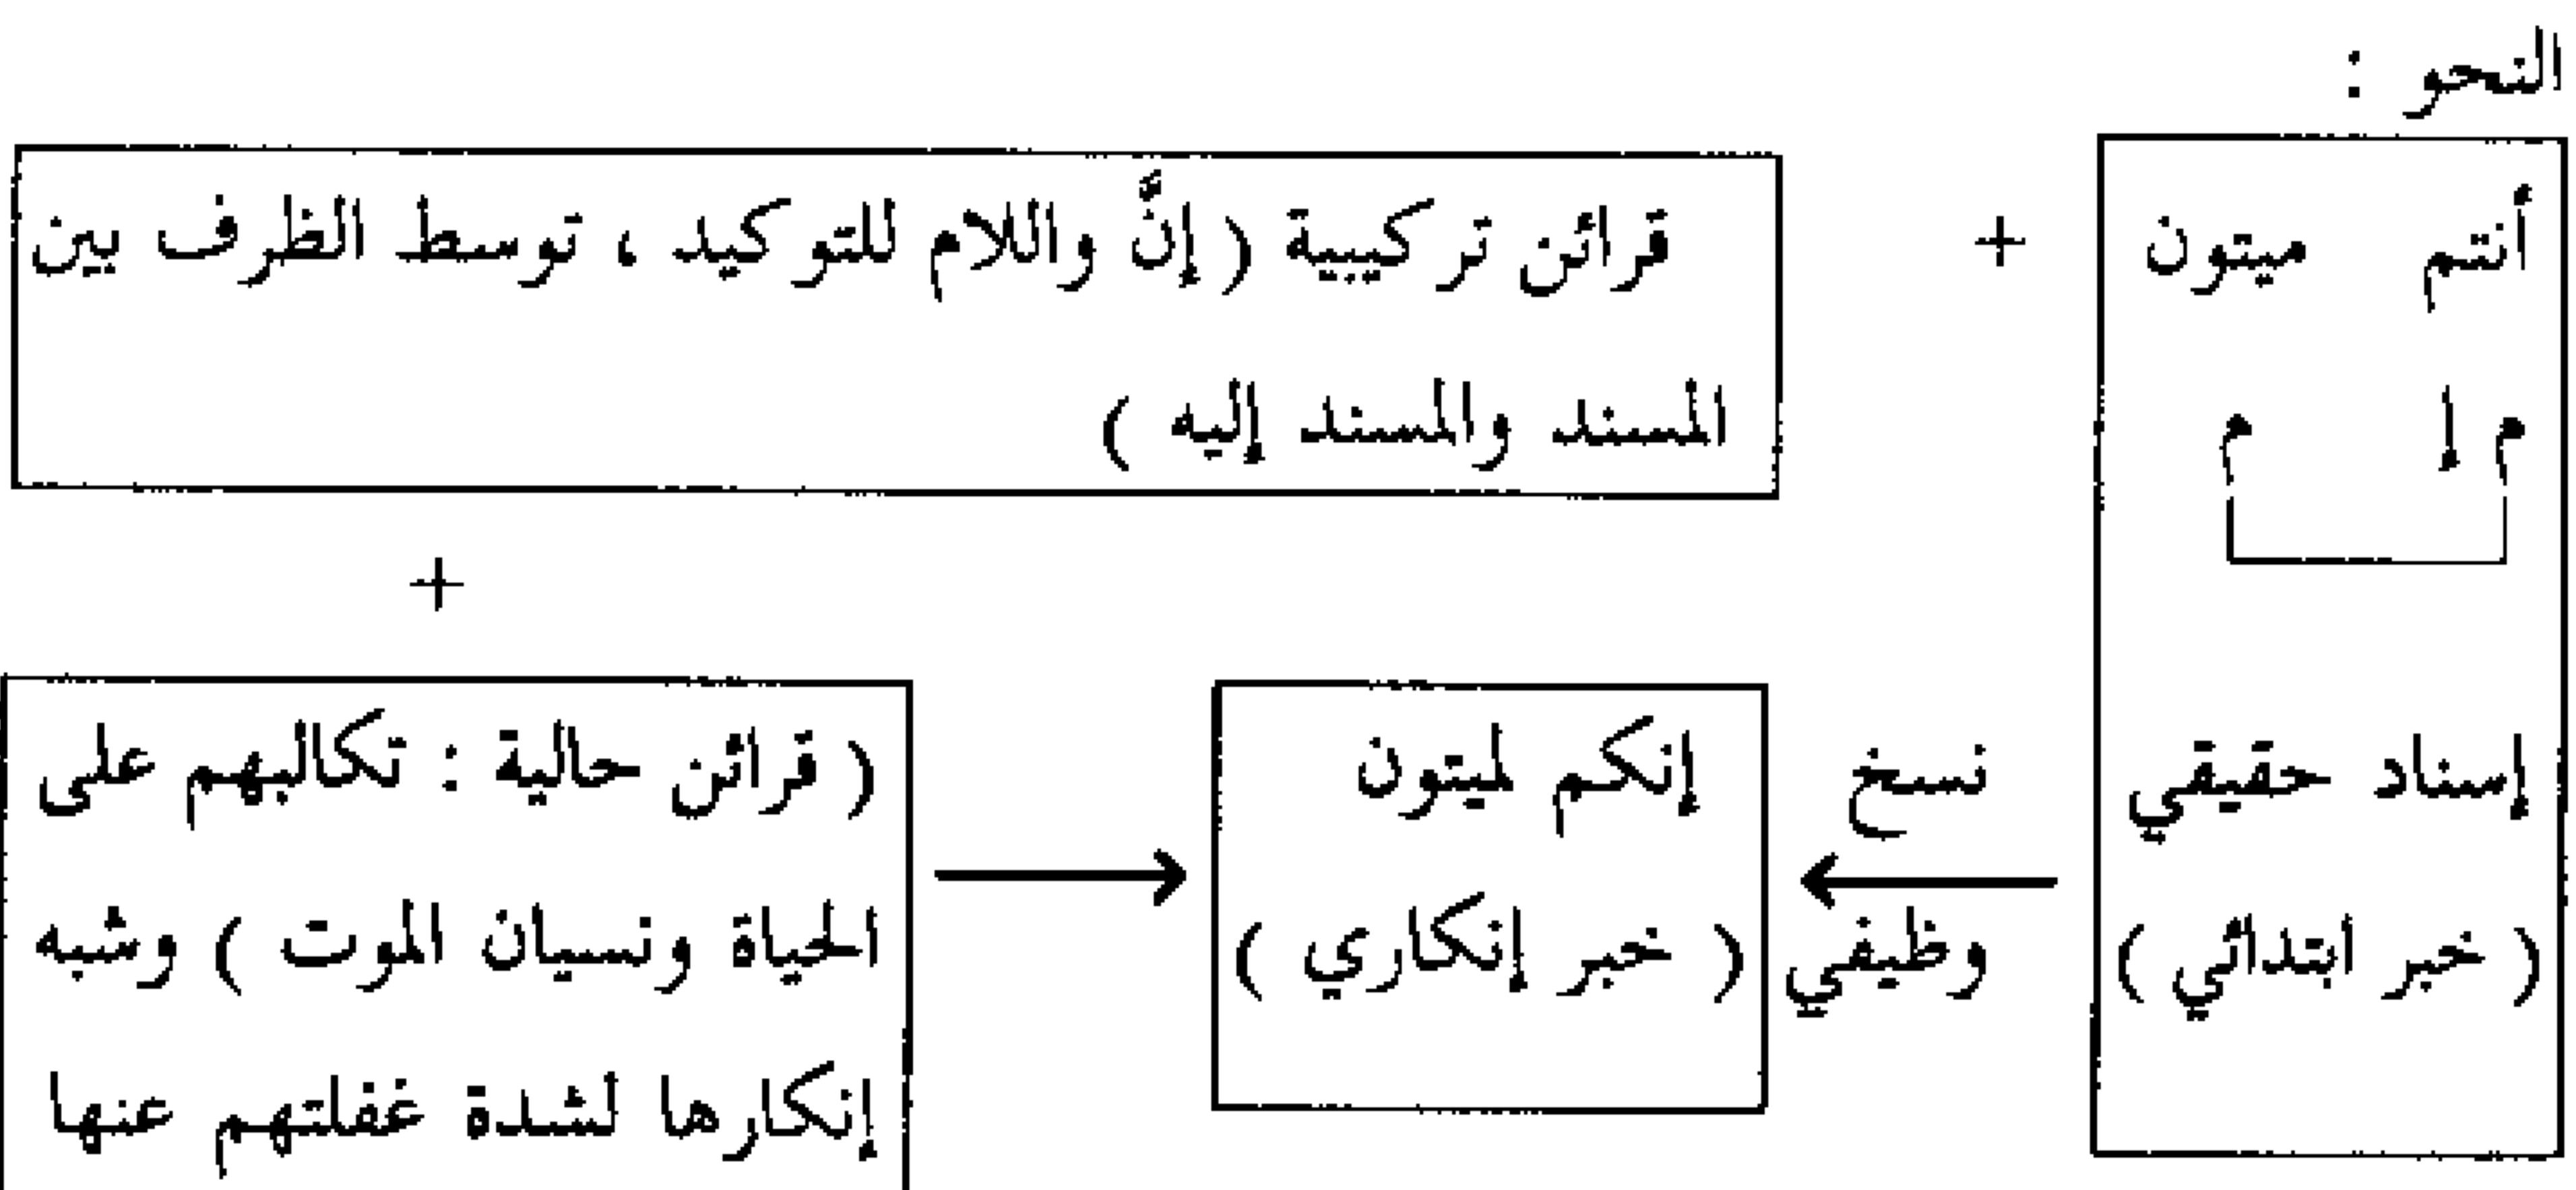 النحو :
أنتم ميتون
م إ م
إسناد حقيقي
( خبر ابتدائي )
+
قرائن تركيبية ( إنَّ واللام للتوكيد ، توسط الظرف بين
المسند والمسند إليه )
+
نسخ
وظيفي
إنكم لميتون
( خبر إنكاري )
( قرائن حالية : تكالبهم على
الحياة ونسيان الموت ) وشبه
إنكارها لشدة غفلتهم عنها